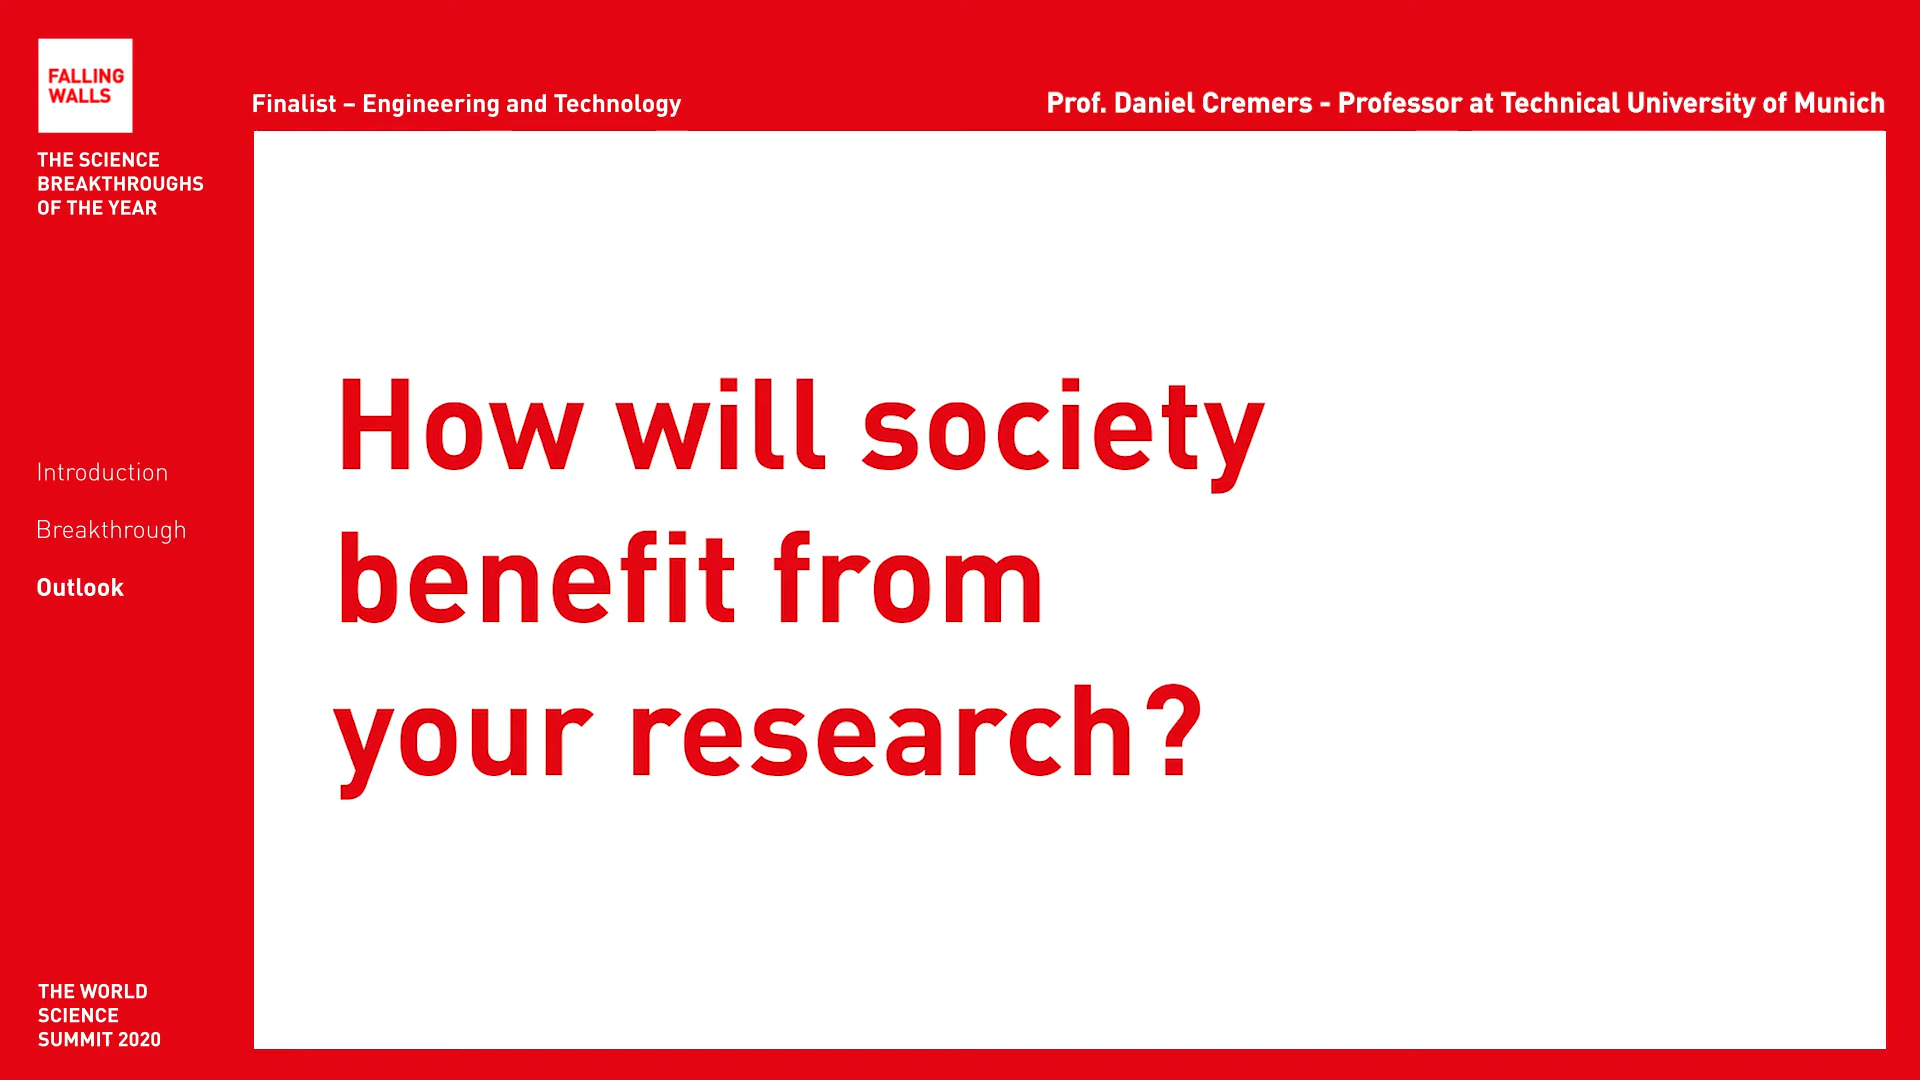 FALLING
WALLS
THE SCIENCE
BREAKTHROUGHS
OF THE YEAR
Finalist – Engineering and Technology
Prof. Daniel Cremers - Professor at Technical University of Munich
Introduction
Breakthrough
Outlook
How will society
benefit from
your research?
THE WORLD
SCIENCE
SUMMIT 2020